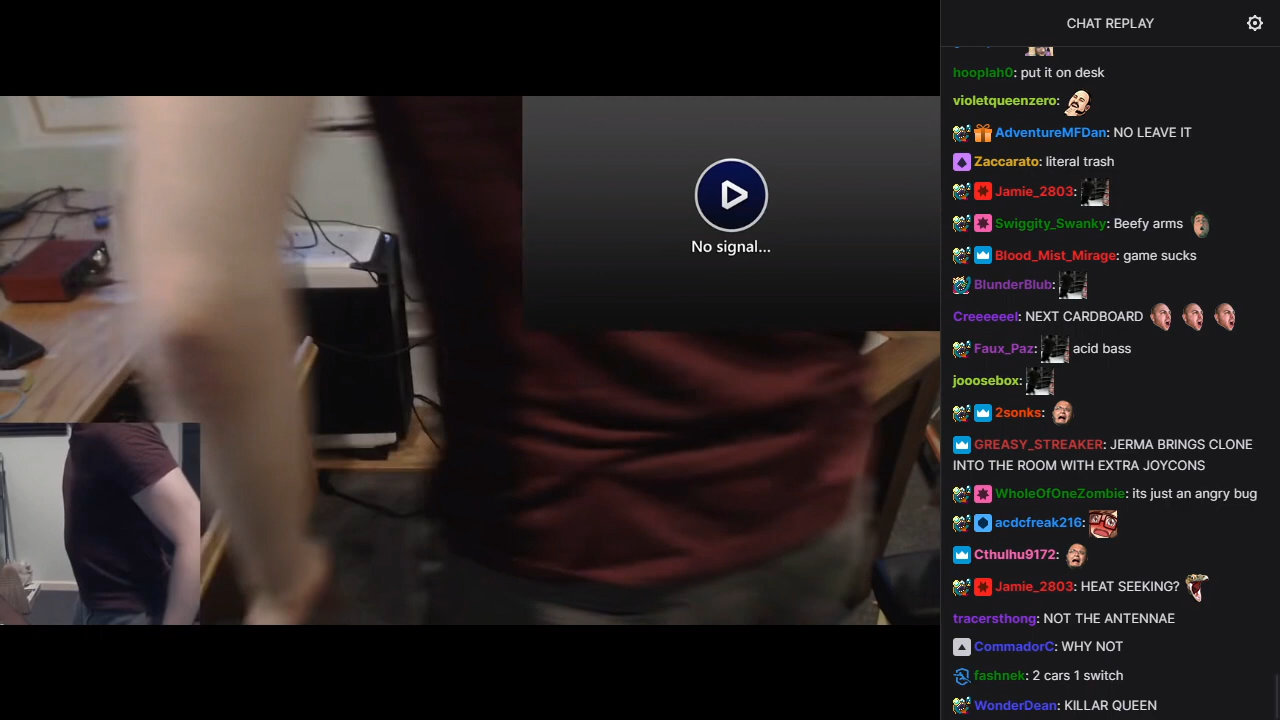 CHAT REPLAY
hooplah0: put it on desk
violetqueenzero:
AdventureMFDan: NO LEAVE IT
Zaccarato: literal trash
Jamie_2803:
Swiggity_Swanky: Beefy arms
Blood_Mist_Mirage: game sucks
No signal...
BlunderBlub:
Creeeeeel: NEXT CARDBOARD
Faux_Paz: acid bass
jooosebox:
2sonks:
GREASY_STREAKER: JERMA BRINGS CLONE
INTO THE ROOM WITH EXTRA JOYCONS
WholeOfOneZombie: its just an angry bug
acdcfreak216:
Cthulhu9172:
Jamie_2803: HEAT SEEKING?
tracersthong: NOT THE ANTENNAE
CommadorC: WHY NOT
fashnek: 2 cars 1 switch
WonderDean: KILLAR QUEEN